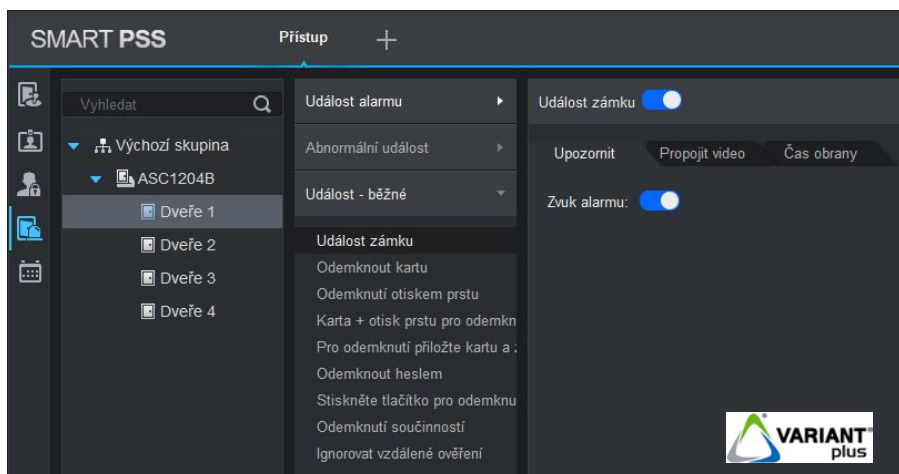 SMART PSS
Přístup
Vyhledat
Výchozí skupina
ASC1204B
Dveře 1
Dveře 2
Dveře 3
Dveře 4
Událost alarmu
Abnormální událost
Událost - běžné
Událost zámku
Odemknout kartu
Odemknutí otiskem prstu
Karta + otisk prstu pro odemkn
Pro odemknutí přiložte kartu a
Odemknout heslem
Stiskněte tlačítko pro odemknu
Odemknutí součinností
Ignorovat vzdálené ověření
Událost zámku
Upozornit Propojit video Čas obrany
Zvuk alarmu:
VARIANT
plus